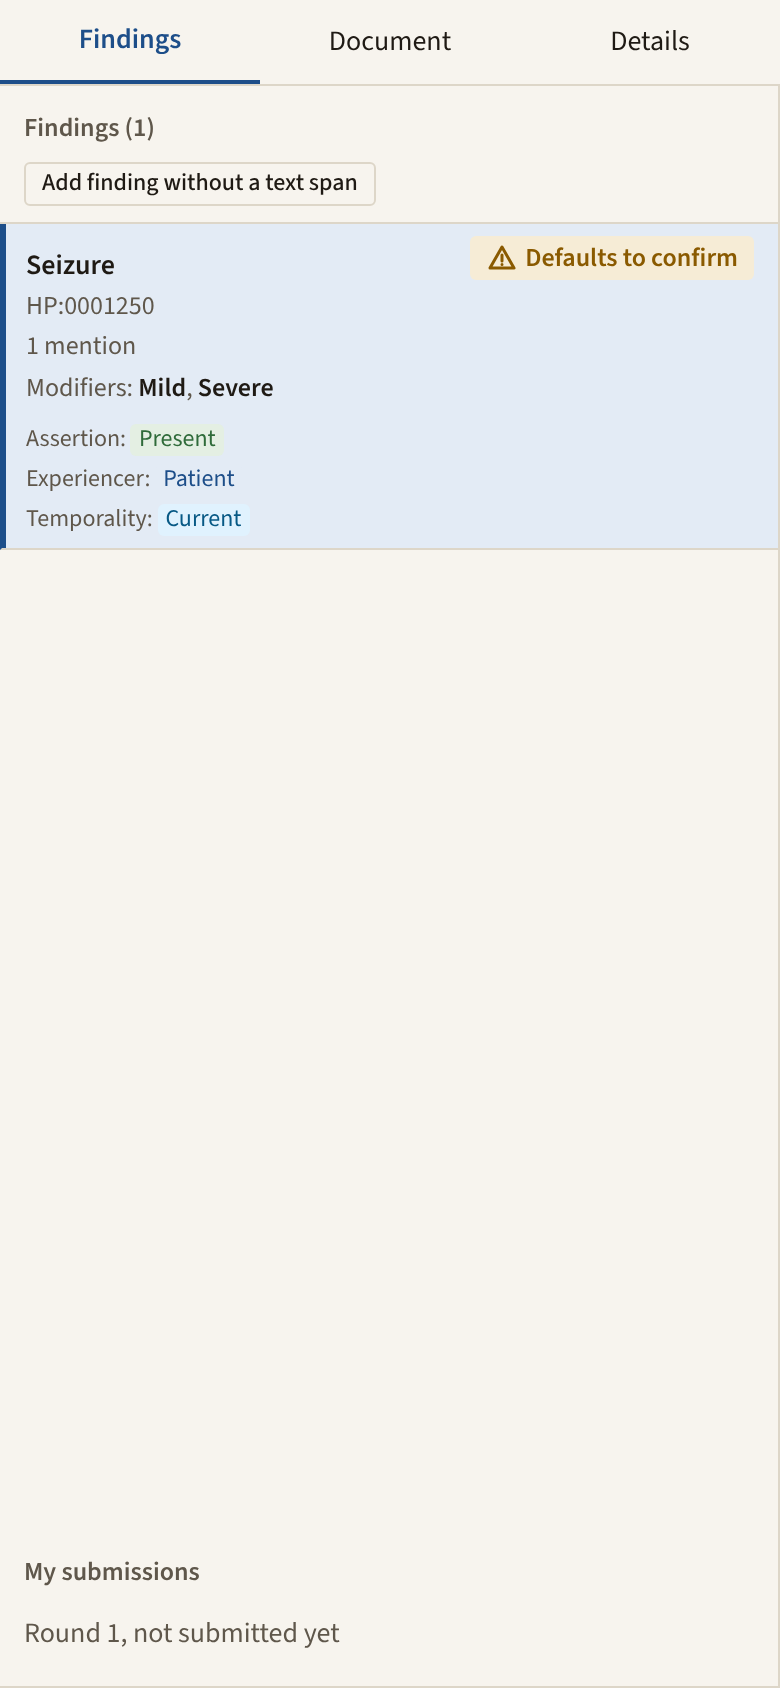 Findings
Document
Details
Findings (1)
Add finding without a text span
Seizure
Defaults to confirm
HP:0001250
1 mention
Modifiers: Mild, Severe
Assertion: Present
Experiencer: Patient
Temporality: Current
My submissions
Round 1, not submitted yet